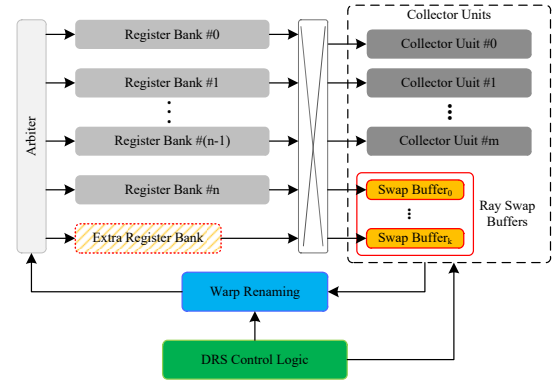 Collector Units
Arbiter
Register Bank #0
Collector Uuit #0
Register Bank #1
Collector Uuit #1
Register Bank #(n-1)
Collector Uuit #m
Register Bank #n
Swap Buffer0
Ray Swap
Buffers
Extra Register Bank
Swap Bufferk
Warp Renaming
DRS Control Logic